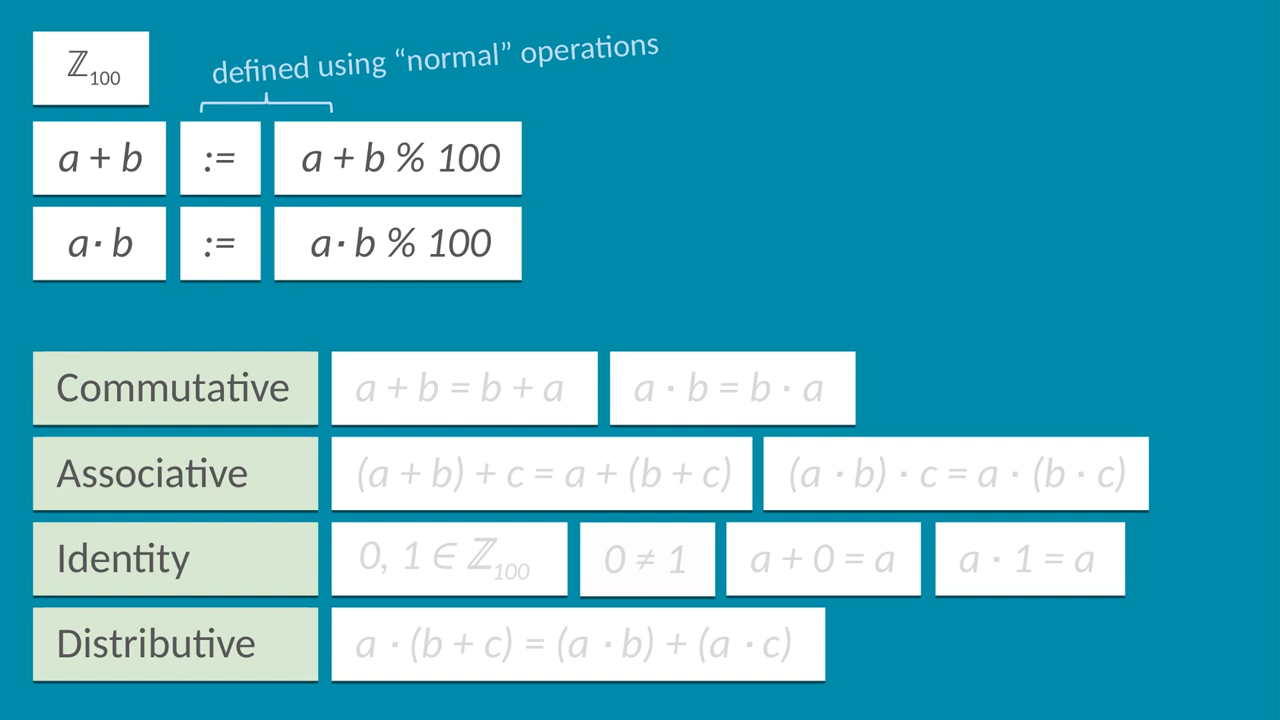 ℤ₁₀₀
defined using “normal” operations
a + b := a + b % 100
a · b := a · b % 100
Commutative a + b = b + a a · b = b · a
Associative (a + b) + c = a + (b + c) (a · b) · c = a · (b · c)
Identity 0, 1 ∈ ℤ₁₀₀ 0 ≠ 1 a + 0 = a a · 1 = a
Distributive a · (b + c) = (a · b) + (a · c)